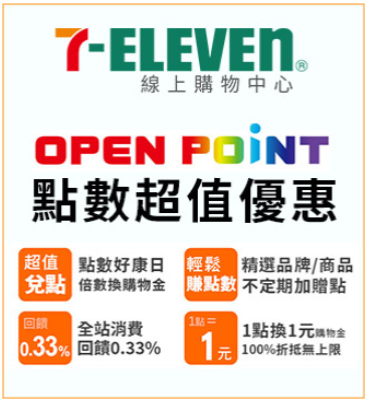 7-ELEVEn®
線上購物中心
OPEN POiNT
點數超值優惠
超值
兌點
點數好康日
倍數換購物金
輕鬆
賺點數
精選品牌/商品
不定期加贈點
回饋
0.33%
全站消費
回饋0.33%
1點=
1元
1點換1元購物金
100%折抵無上限